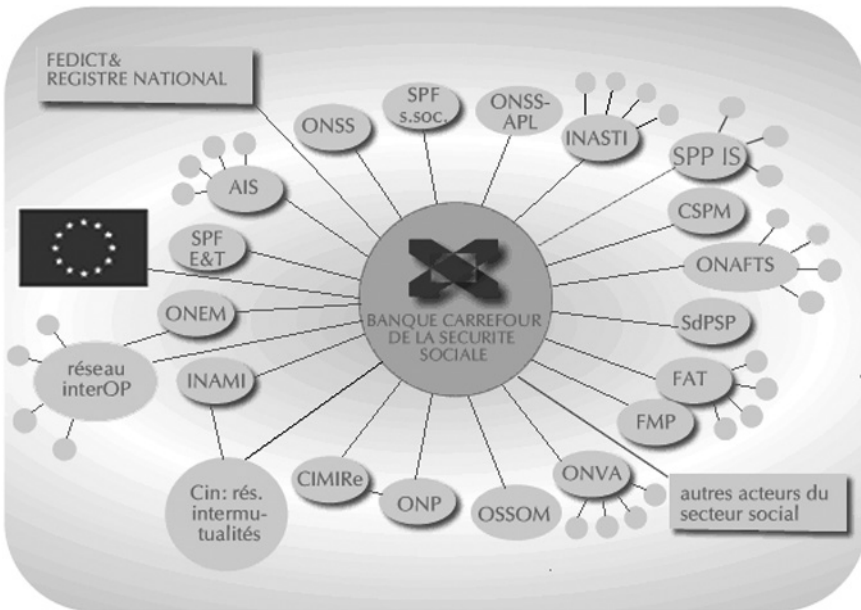 FEDICT&
REGISTRE NATIONAL
ONSS
SPF
s.soc.
ONSS-
APL
INASTI
SPP IS
AIS
CSPM
SPF
E&T
ONAFTS
ONEM
BANQUE CARREFOUR
DE LA SECURITE
SOCIALE
SdPSP
réseau
interOP
INAMI
FAT
FMP
Cin: rés.
intermu-
tualités
CIMIRe
ONP
OSSOM
ONVA
autres acteurs du
secteur social